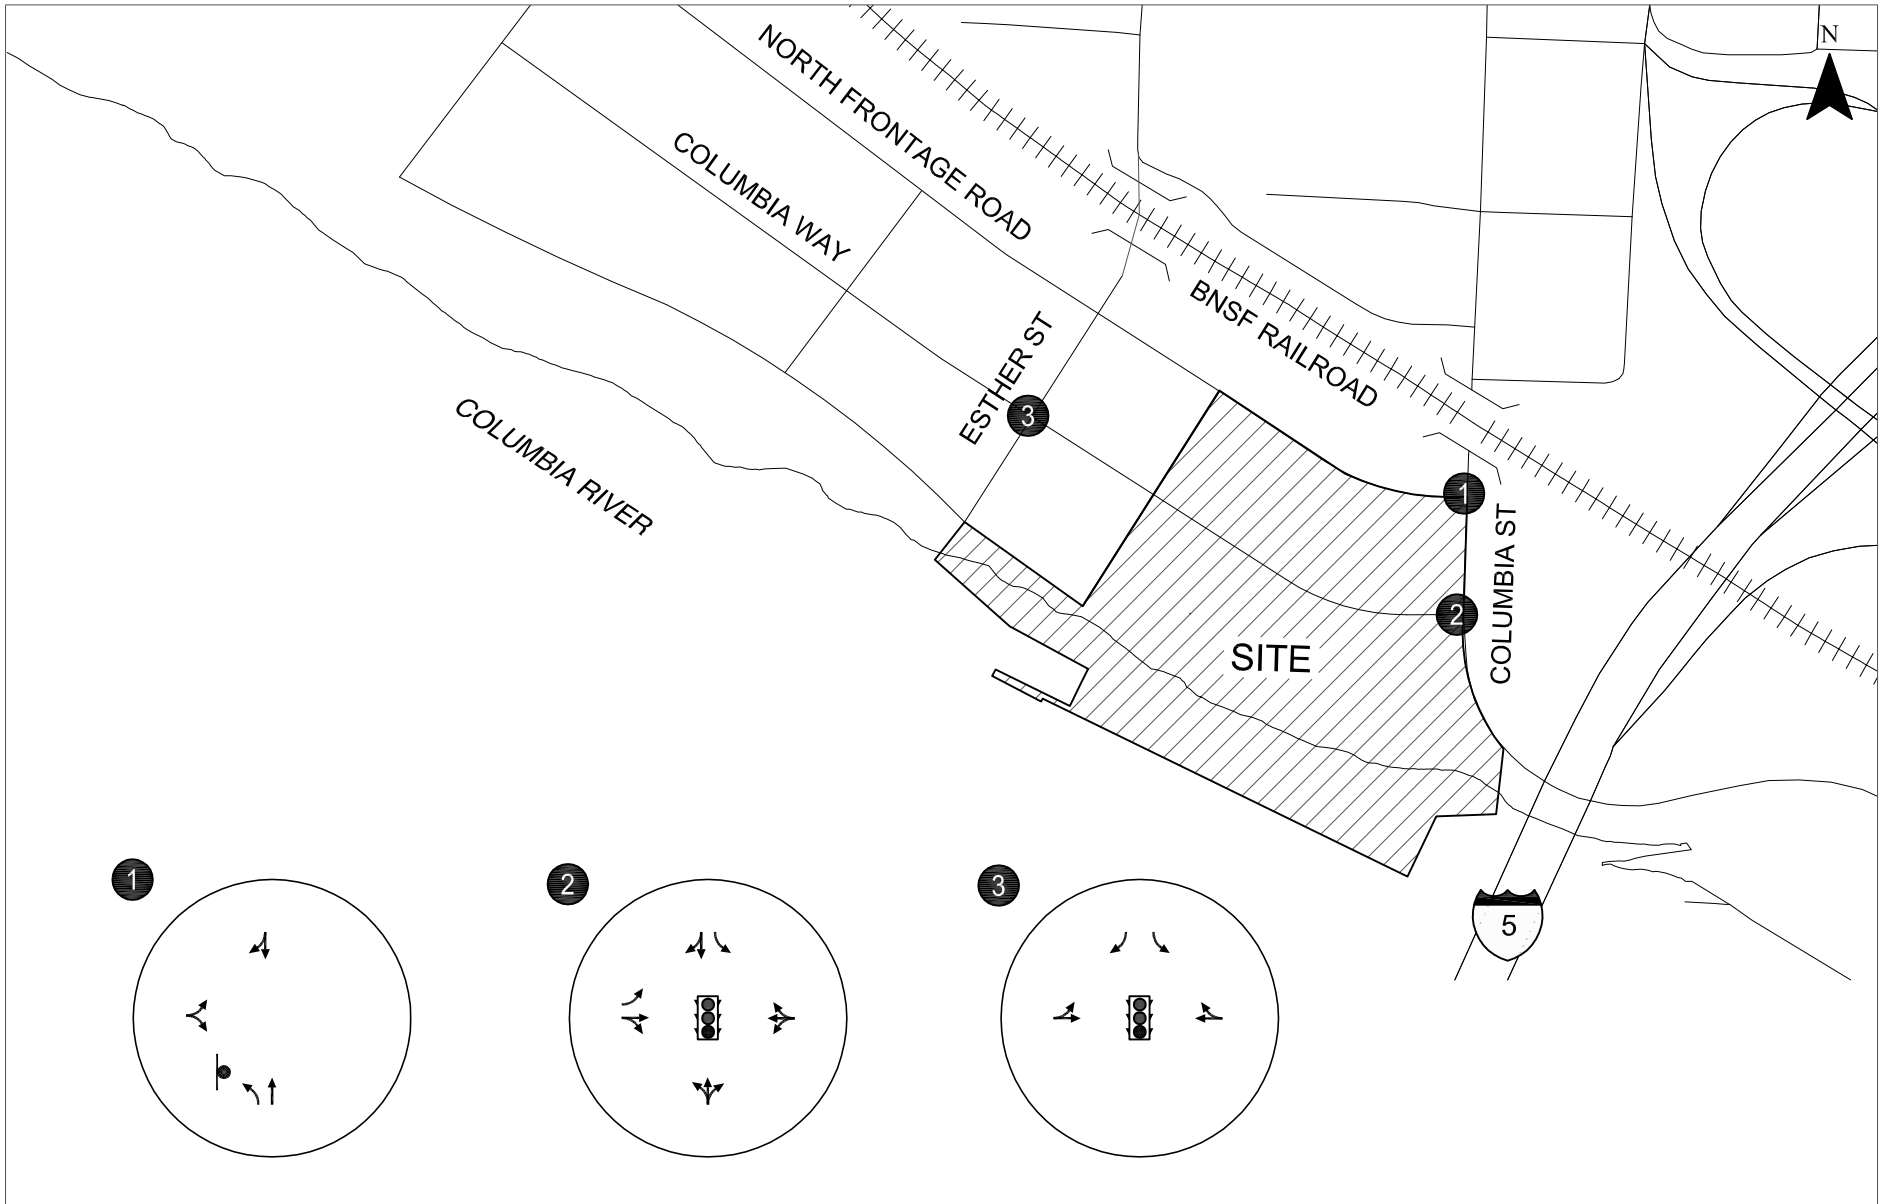 N
NORTH FRONTAGE ROAD
COLUMBIA WAY
BNSF RAILROAD
ESTHER ST
COLUMBIA RIVER
3
1
COLUMBIA ST
2
SITE
5
1
2
3